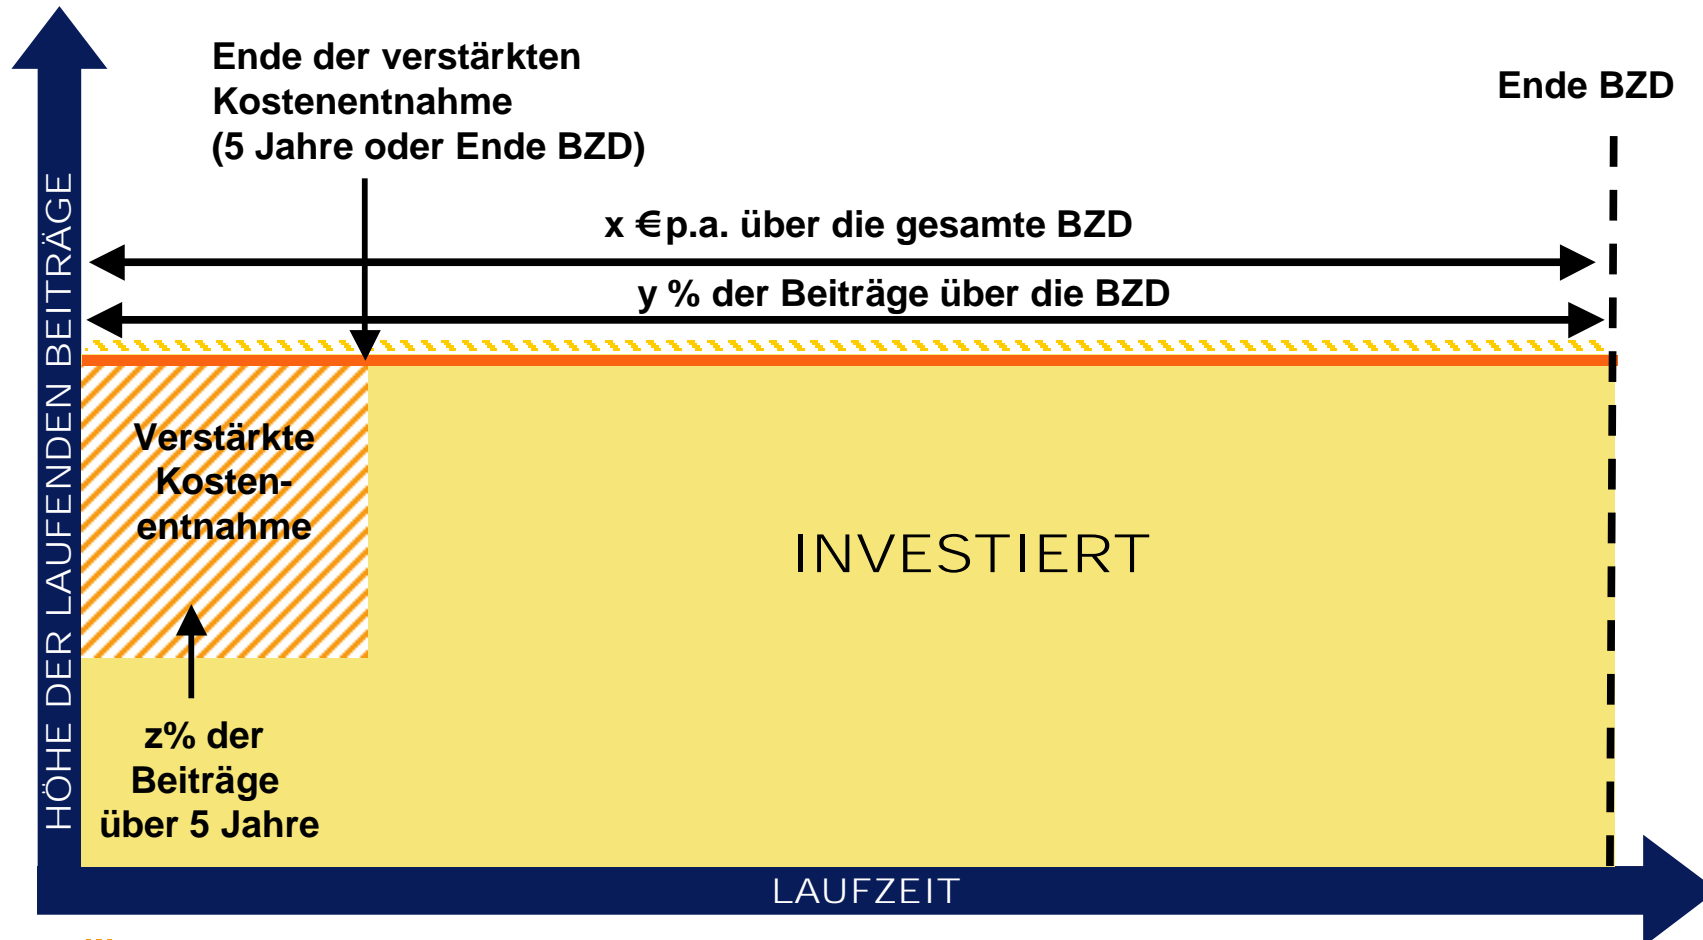 Ende der verstärkten
Kostenentnahme
(5 Jahre oder Ende BZD)
Ende BZD
x €p.a. über die gesamte BZD
y % der Beiträge über die BZD
HÖHE DER LAUFENDEN BEITRÄGE
Verstärkte
Kosten-
entnahme
INVESTIERT
z% der
Beiträge
über 5 Jahre
LAUFZEIT